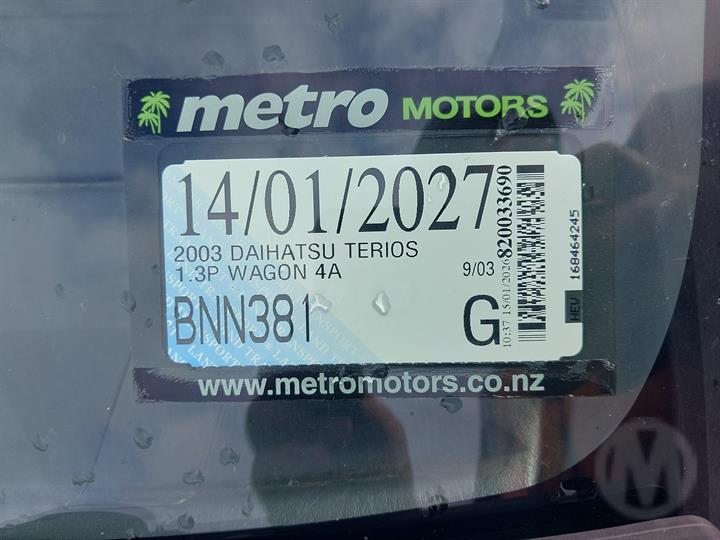 metro MOTORS
14/01/2027
2003 DAIHATSU TERIOS
1.3P WAGON 4A
9/03
BNN381
G
10:37 15/01/2026
820033690
168464245
HEV
www.metromotors.co.nz
M